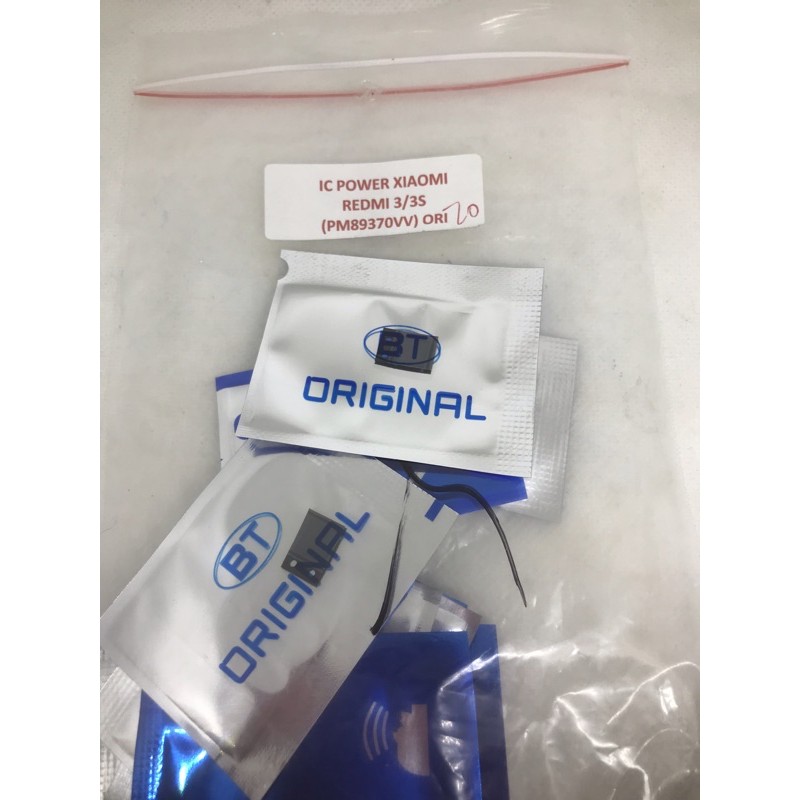 IC POWER XIAOMI
REDMI 3/3S
(PM89370VV) ORI 20
BT
ORIGINAL
BT
ORIGINAL